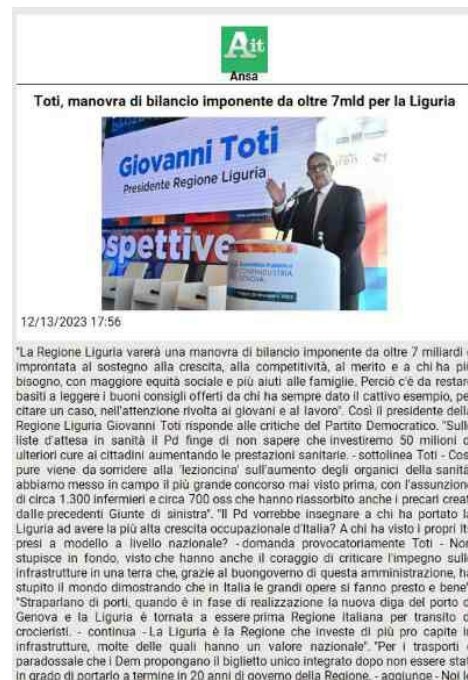 Ait
Ansa
Toti, manovra di bilancio imponente da oltre 7mld per la Liguria
Giovanni Toti
Presidente Regione Liguria
ospettive
CONFINDUSTRIA
GENOVA
12/13/2023 17:56
"La Regione Liguria varerà una manovra di bilancio imponente da oltre 7 miliardi
improntata al sostegno alla crescita, alla competitività, al merito e a chi ha pi
bisogno, con maggiore equità sociale e più aiuti alle famiglie. Perciò c'è da restar
basiti a leggere i buoni consigli offerti da chi ha sempre dato il cattivo esempio, pe
citare un caso, nell'attenzione rivolta ai giovani e al lavoro". Così il presidente dell
Regione Liguria Giovanni Toti risponde alle critiche del Partito Democratico. "Sull
liste d'attesa in sanità il Pd finge di non sapere che investiremo 50 milioni d
ulteriori cure ai cittadini aumentando le prestazioni sanitarie. - sottolinea Toti - Cos
pure viene da sorridere alla 'lezioncina' sull'aumento degli organici della sanità
abbiamo messo in campo il più grande concorso mai visto prima, con l'assunzione
di circa 1.300 infermieri e circa 700 oss che hanno riassorbito anche i precari creat
dalle precedenti Giunte di sinistra". "Il Pd vorrebbe insegnare a chi ha portato la
Liguria ad avere la più alta crescita occupazionale d'Italia? A chi ha visto i propri It
presi a modello a livello nazionale? - domanda provocatoriamente Toti - Non
stupisce in fondo, visto che hanno anche il coraggio di criticare l'impegno sulle
infrastrutture in una terra che, grazie al buongoverno di questa amministrazione, ha
stupito il mondo dimostrando che in Italia le grandi opere si fanno presto e bene"
"Straparlano di porti, quando è in fase di realizzazione la nuova diga del porto d
Genova e la Liguria è tornata a essere prima Regione italiana per transito d
crocieristi. - continua - La Liguria è la Regione che investe di più pro capite in
infrastrutture, molte delle quali hanno un valore nazionale". "Per i trasporti
paradossale che i Dem propongano il biglietto unico integrato dopo non essere stat
in grado di portarlo a termine in 20 anni di governo della Regione. - aggiunge - Noi l